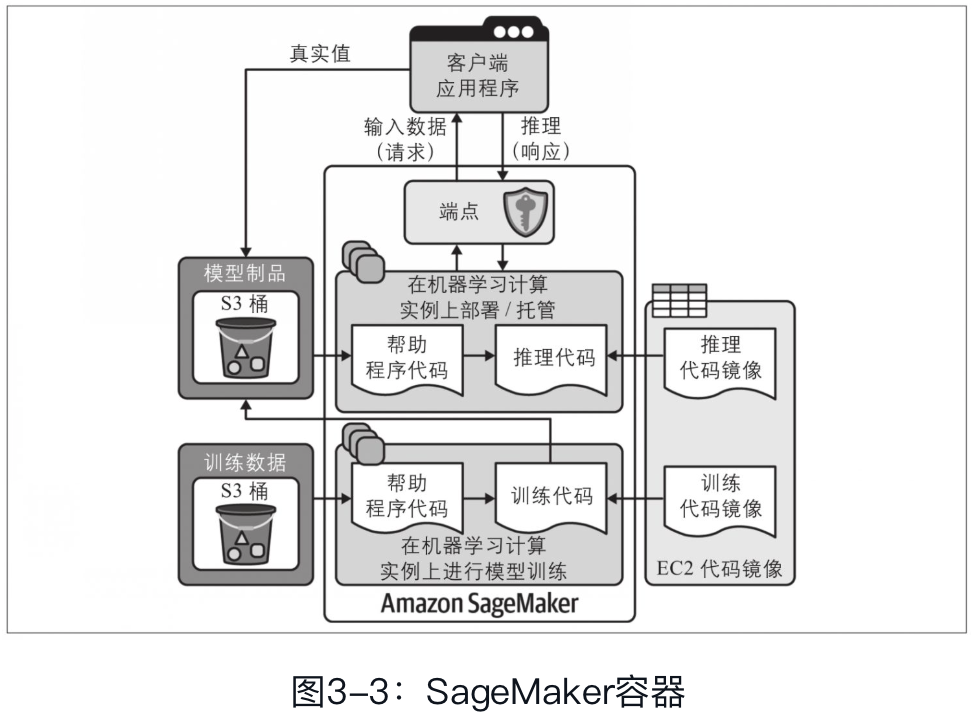 真实值
客户端
应用程序
输入数据
（请求）
推理
（响应）
端点
模型制品
S3 桶
在机器学习计算
实例上部署 / 托管
帮助
程序代码
推理代码
推理
代码镜像
训练数据
S3 桶
帮助
程序代码
训练代码
训练
代码镜像
在机器学习计算
实例上进行模型训练
EC2 代码镜像
Amazon SageMaker
图3–3：SageMaker容器